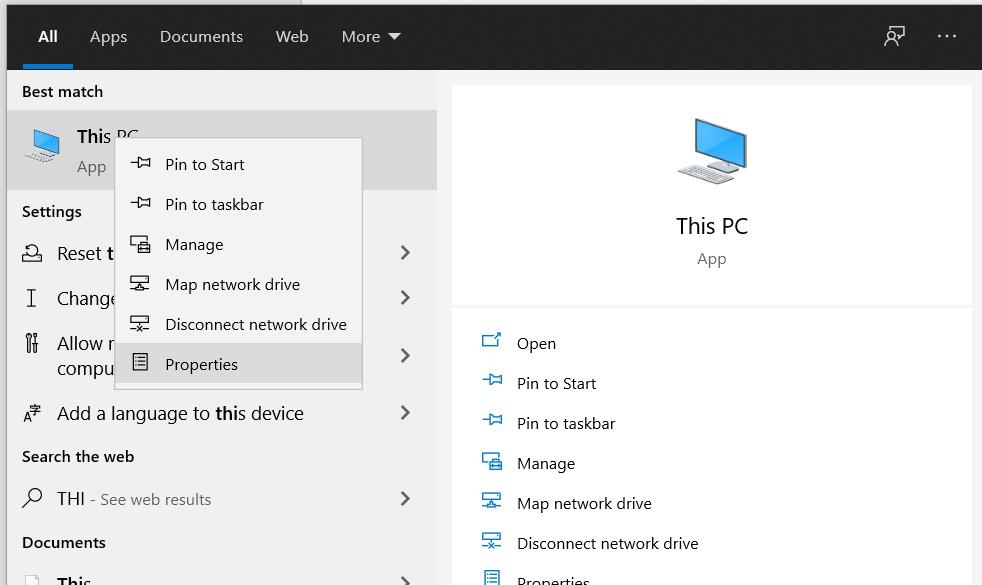 All Apps Documents Web More
Best match
This PC
App
Pin to Start
Pin to taskbar
Manage
Map network drive
Disconnect network drive
Properties
Settings
Reset t
Change
Allow r
compu
Add a language to this device
Search the web
THI - See web results
Documents
This
This PC
App
Open
Pin to Start
Pin to taskbar
Manage
Map network drive
Disconnect network drive
Properties